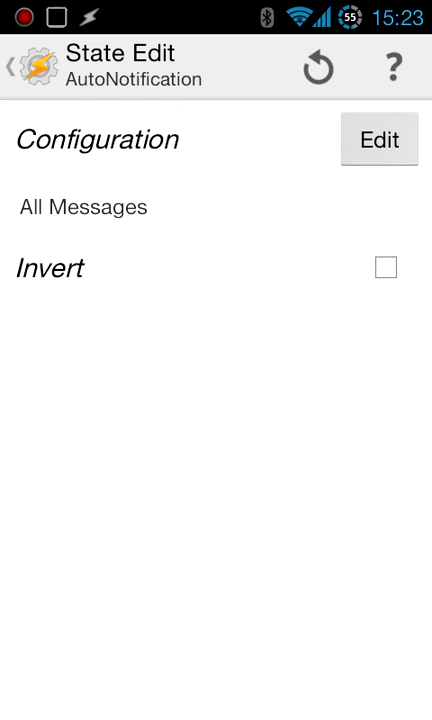 55 15:23
State Edit
AutoNotification
?
Configuration Edit
All Messages
Invert